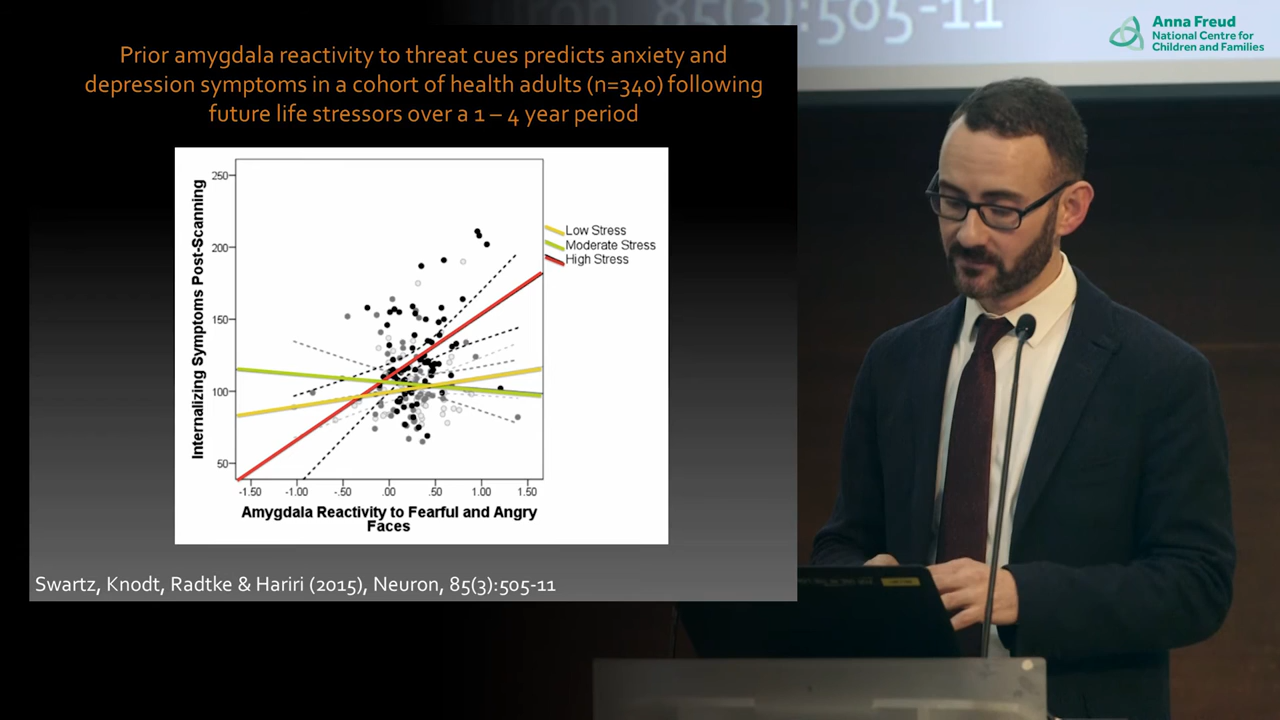 Prior amygdala reactivity to threat cues predicts anxiety and
depression symptoms in a cohort of health adults (n=340) following
future life stressors over a 1 – 4 year period
250
200
150
100
50
Internalizing Symptoms Post-Scanning
Low Stress
Moderate Stress
High Stress
-1.50 -1.00 -.50 .00 .50 1.00 1.50
Amygdala Reactivity to Fearful and Angry
Faces
Swartz, Knodt, Radtke & Hariri (2015), Neuron, 85(3):505-11
85(3):505-11
Anna Freud
National Centre for
Children and Families